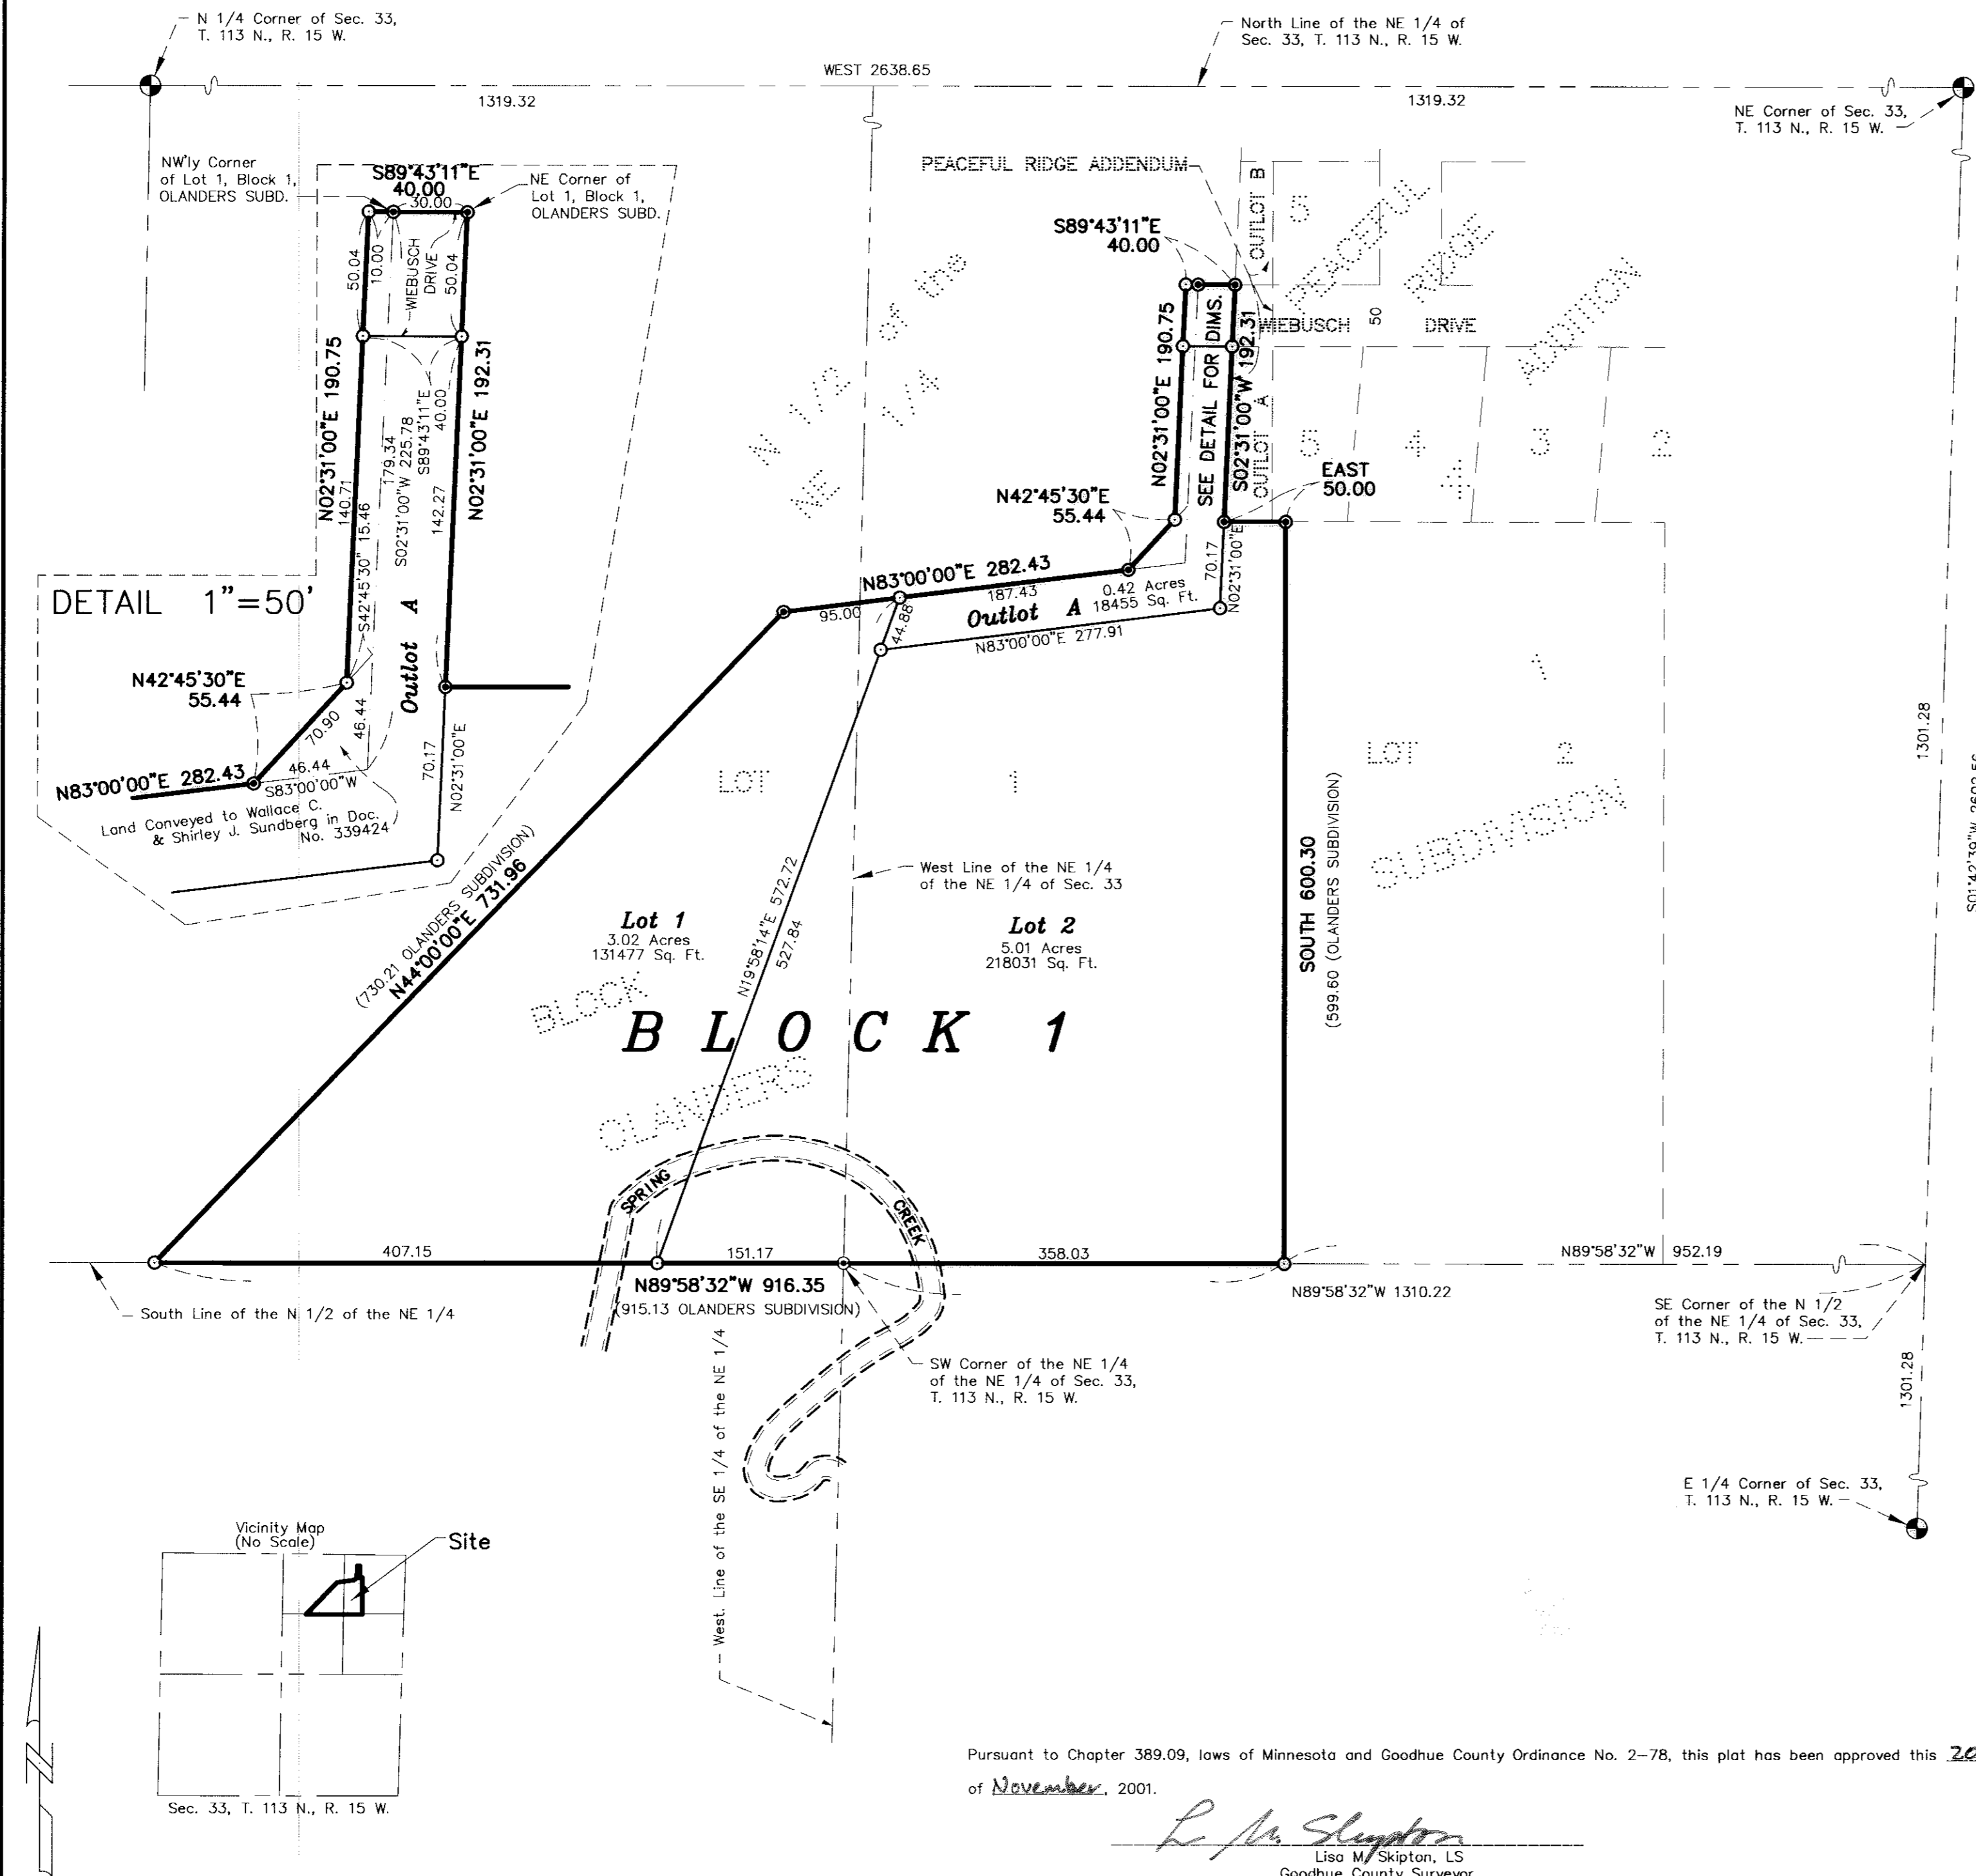 N 1/4 Corner of Sec. 33,
T. 113 N., R. 15 W.
North Line of the NE 1/4 of
Sec. 33, T. 113 N., R. 15 W.
WEST 2638.65
1319.32
1319.32
NE Corner of Sec. 33,
T. 113 N., R. 15 W.
NW'ly Corner
of Lot 1, Block 1,
OLANDERS SUBD.
S89°43'11"E
40.00
30.00
NE Corner of
Lot 1, Block 1,
OLANDERS SUBD.
50.04
10.00
WIEBUSCH
DRIVE
50.04
N02°31'00"E 190.75
140.71
S42°45'30" 15.46
179.34
S02°31'00"W 225.78
S89°43'11"E
40.00
142.27
N02°31'00"E 192.31
DETAIL 1"=50'
Outlot A
N42°45'30"E
55.44
70.90
46.44
46.44
S83°00'00"W
N83°00'00"E 282.43
70.17
N02°31'00"E
Land Conveyed to Wallace C.
& Shirley J. Sundberg in Doc.
No. 339424
PEACEFUL RIDGE ADDENDUM
OUTLOT B
5
PEACEFUL
RIDGE
ADDITION
S89°43'11"E
40.00
WIEBUSCH
50
DRIVE
N 1/2 of the
NE 1/4
N02°31'00"E 190.75
SEE DETAIL FOR DIMS.
S02°31'00"W 192.31
OUTLOT A
5
4
3
2
4
EAST
50.00
N42°45'30"E
55.44
N83°00'00"E 282.43
95.00
187.43
0.42 Acres
Outlot A 18455 Sq. Ft.
44.88
N83°00'00"E 277.91
70.17
N02°31'00"E
1
LOT 2
LOT 1
SUBDIVISION
1301.28
S01°42'39"W
(730.21 OLANDERS SUBDIVISION)
N44°00'00"E 731.96
West Line of the NE 1/4
of the NE 1/4 of Sec. 33
SOUTH 600.30
(599.60 (OLANDERS SUBDIVISION)
Lot 1
3.02 Acres
131477 Sq. Ft.
N19°58'14"E 572.72
527.84
Lot 2
5.01 Acres
218031 Sq. Ft.
BLOCK
BLOCK 1
OLANDERS
SPRING
CREEK
407.15
151.17
358.03
N89°58'32"W 952.19
N89°58'32"W 916.35
(915.13 OLANDERS SUBDIVISION)
N89°58'32"W 1310.22
South Line of the N 1/2 of the NE 1/4
SE Corner of the N 1/2
of the NE 1/4 of Sec. 33,
T. 113 N., R. 15 W.
SW Corner of the NE 1/4
of the NE 1/4 of Sec. 33,
T. 113 N., R. 15 W.
West. Line of the SE 1/4 of the NE 1/4
1301.28
E 1/4 Corner of Sec. 33,
T. 113 N., R. 15 W.
Vicinity Map
(No Scale)
Site
Sec. 33, T. 113 N., R. 15 W.
N
Pursuant to Chapter 389.09, laws of Minnesota and Goodhue County Ordinance No. 2-78, this plat has been approved this 20
of November, 2001.
L M. Skipton
Lisa M. Skipton, LS
Goodhue County Surveyor